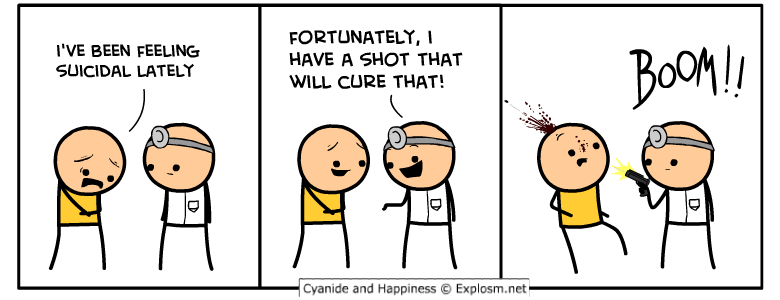 I'VE BEEN FEELING
SUICIDAL LATELY
FORTUNATELY, I
HAVE A SHOT THAT
WILL CURE THAT!
BOOM!!
Cyanide and Happiness © Explosm.net